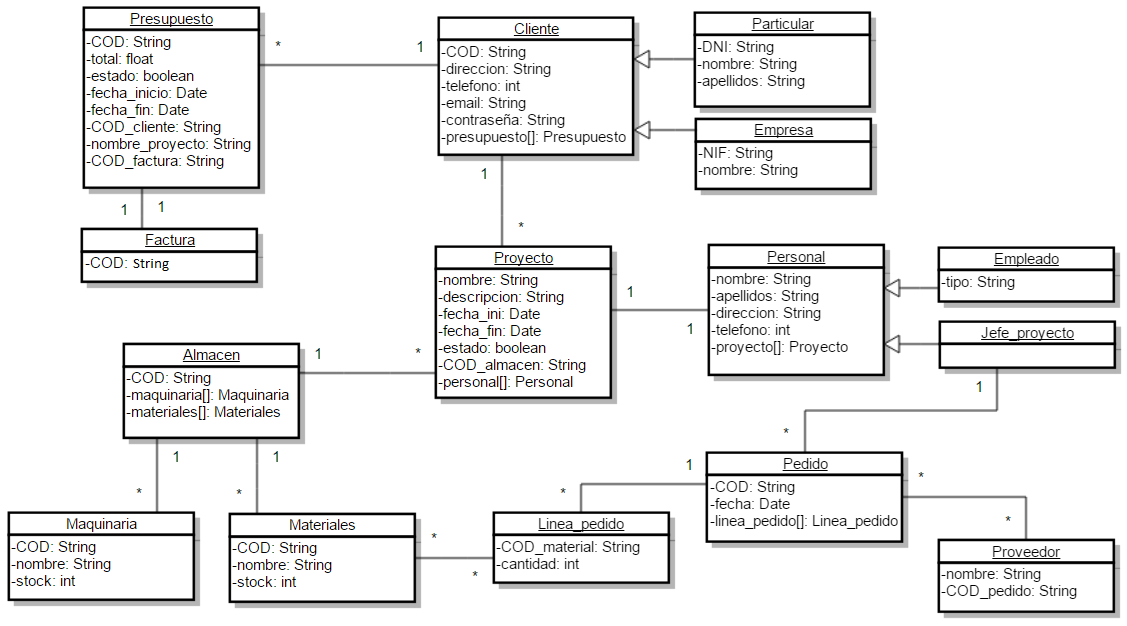 Presupuesto
-COD: String
-total: float
-estado: boolean
-fecha_inicio: Date
-fecha_fin: Date
-COD_cliente: String
-nombre_proyecto: String
-COD_factura: String
*
1
Cliente
-COD: String
-direccion: String
-telefono: int
-email: String
-contraseña: String
-presupuesto[]: Presupuesto
Particular
-DNI: String
-nombre: String
-apellidos: String
Empresa
-NIF: String
-nombre: String
1
1
1
*
Factura
-COD: String
Proyecto
-nombre: String
-descripcion: String
-fecha_ini: Date
-fecha_fin: Date
-estado: boolean
-COD_almacen: String
-personal[]: Personal
1
1
Personal
-nombre: String
-apellidos: String
-direccion: String
-telefono: int
-proyecto[]: Proyecto
Empleado
-tipo: String
Jefe_proyecto
Almacen
-COD: String
-maquinaria[]: Maquinaria
-materiales[]: Materiales
1
*
1
*
1
*
1
*
Maquinaria
-COD: String
-nombre: String
-stock: int
Materiales
-COD: String
-nombre: String
-stock: int
*
*
Linea_pedido
-COD_material: String
-cantidad: int
*
1
Pedido
-COD: String
-fecha: Date
-linea_pedido[]: Linea_pedido
*
*
Proveedor
-nombre: String
-COD_pedido: String